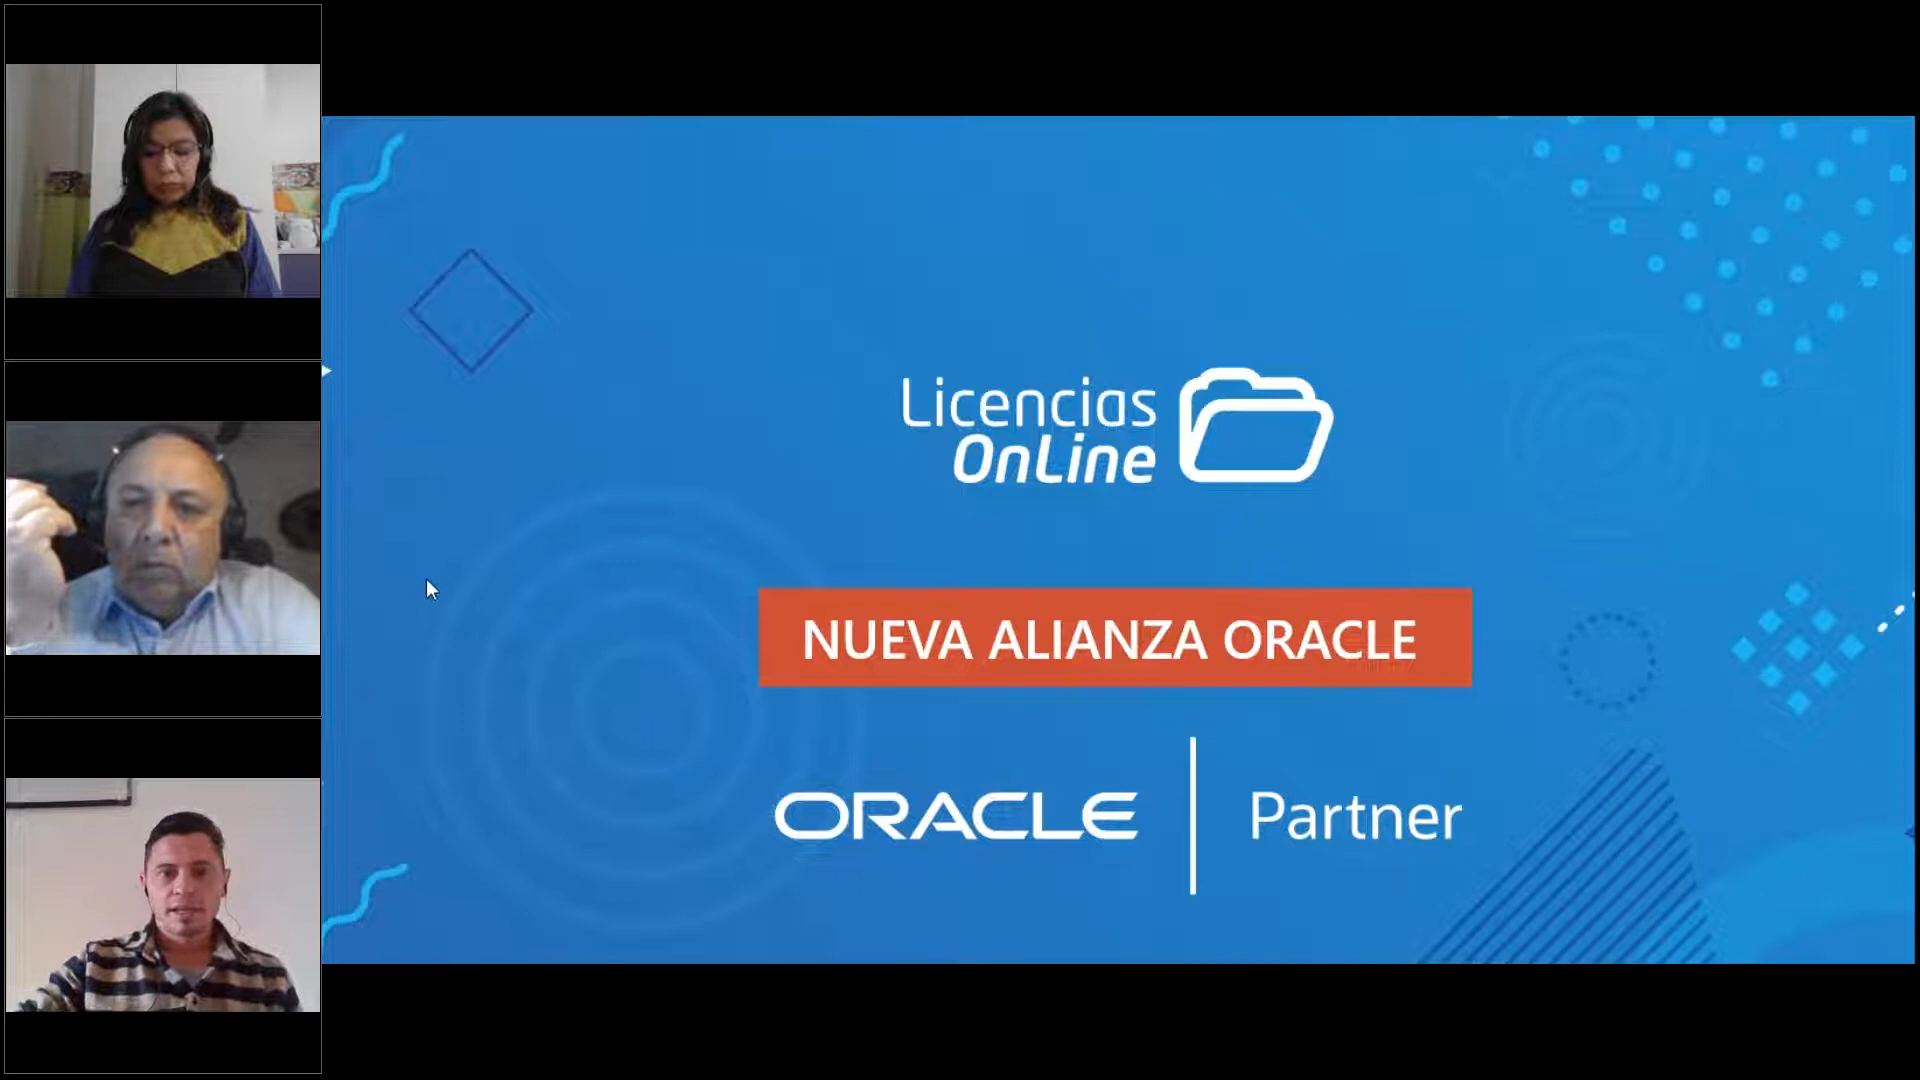 Licencias
OnLine
NUEVA ALIANZA ORACLE
ORACLE
Partner